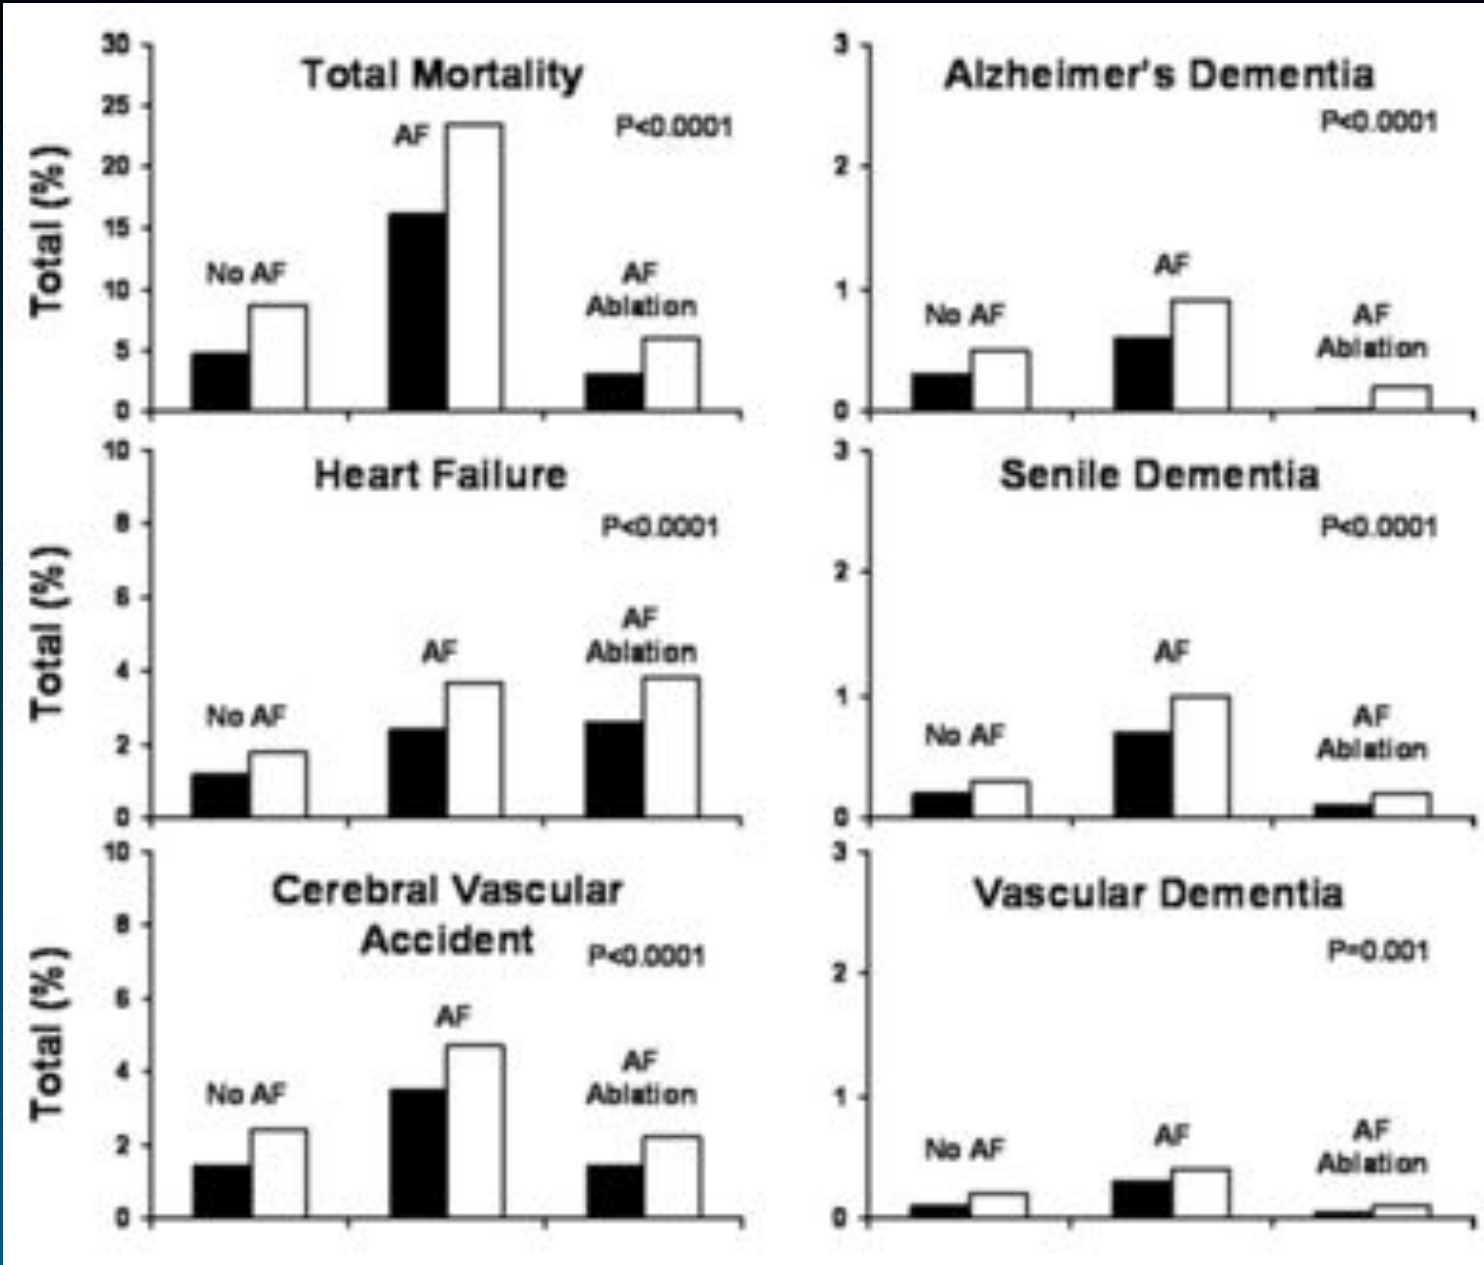 Total Mortality
P<0.0001
Total (%)
30
25
20
15
10
5
0
No AF
AF
AF
Ablation
Alzheimer's Dementia
P<0.0001
3
2
1
0
No AF
AF
AF
Ablation
Heart Failure
P<0.0001
Total (%)
10
8
6
4
2
0
No AF
AF
AF
Ablation
Senile Dementia
P<0.0001
3
2
1
0
No AF
AF
AF
Ablation
Cerebral Vascular
Accident
P<0.0001
Total (%)
10
8
6
4
2
0
No AF
AF
AF
Ablation
Vascular Dementia
P=0.001
3
2
1
0
No AF
AF
AF
Ablation